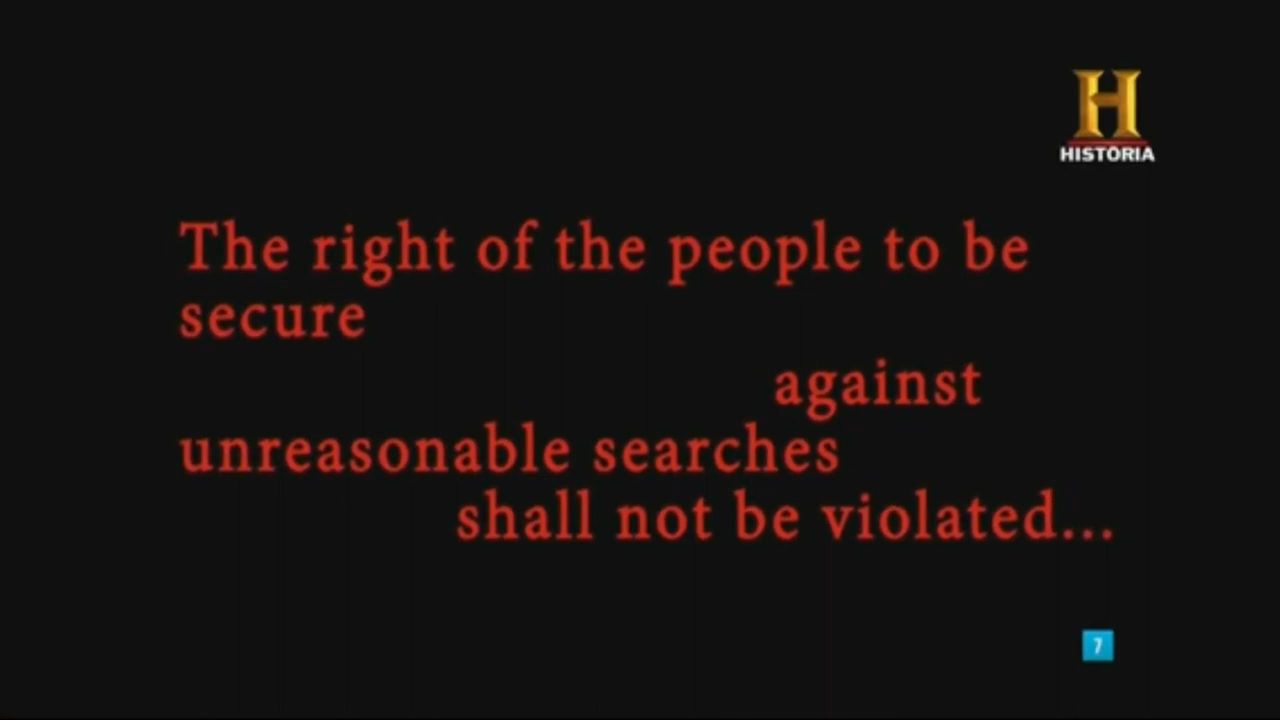 H
HISTORIA
The right of the people to be
secure
against
unreasonable searches
shall not be violated...
7